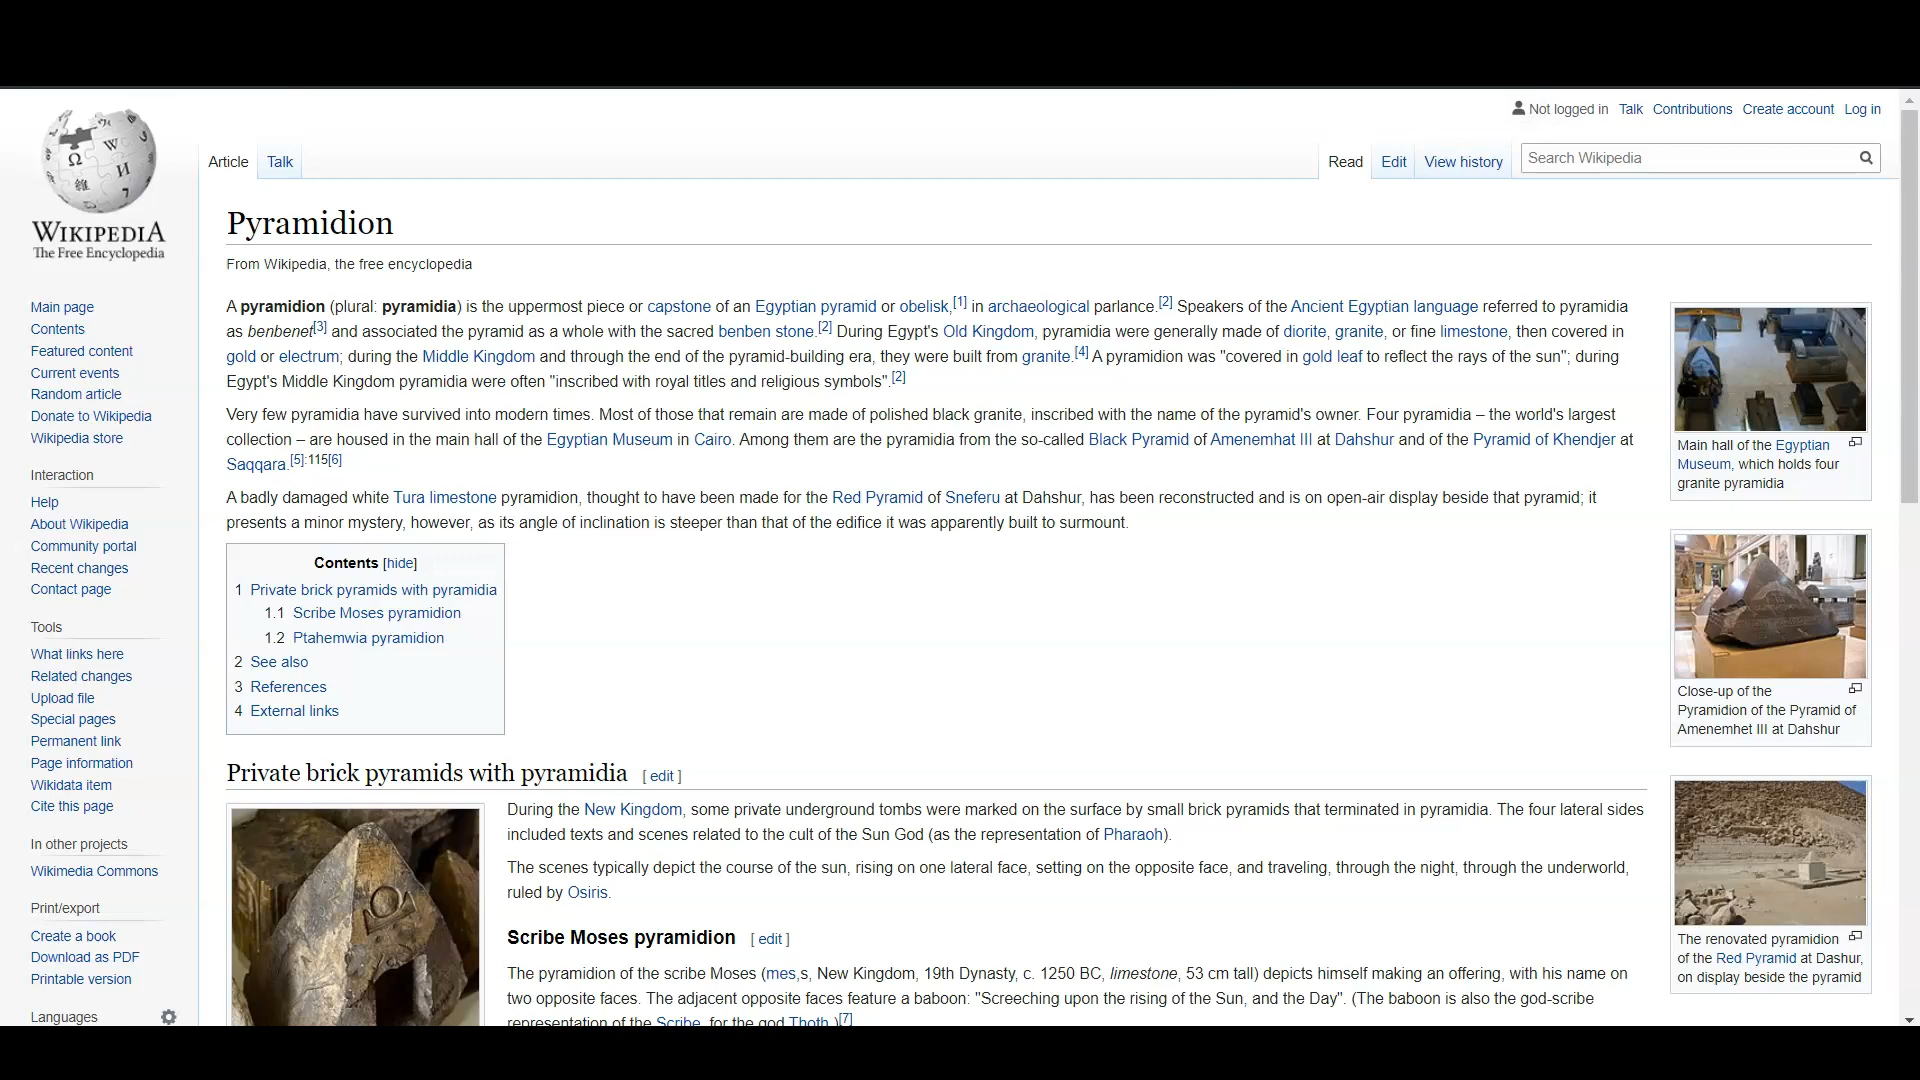 Not logged in Talk Contributions Create account Log in
Article Talk Read Edit View history Search Wikipedia
WIKIPEDIA
The Free Encyclopedia
Main page
Contents
Featured content
Current events
Random article
Donate to Wikipedia
Wikipedia store
Interaction
Help
About Wikipedia
Community portal
Recent changes
Contact page
Tools
What links here
Related changes
Upload file
Special pages
Permanent link
Page information
Wikidata item
Cite this page
In other projects
Wikimedia Commons
Print/export
Create a book
Download as PDF
Printable version
Languages
Pyramidion
From Wikipedia, the free encyclopedia
A pyramidion (plural: pyramidia) is the uppermost piece or capstone of an Egyptian pyramid or obelisk,[1] in archaeological parlance.[2] Speakers of the Ancient Egyptian language referred to pyramidia
as benbenet[3] and associated the pyramid as a whole with the sacred benben stone.[2] During Egypt's Old Kingdom, pyramidia were generally made of diorite, granite, or fine limestone, then covered in
gold or electrum; during the Middle Kingdom and through the end of the pyramid-building era, they were built from granite.[4] A pyramidion was "covered in gold leaf to reflect the rays of the sun"; during
Egypt's Middle Kingdom pyramidia were often "inscribed with royal titles and religious symbols".[2]
Very few pyramidia have survived into modern times. Most of those that remain are made of polished black granite, inscribed with the name of the pyramid's owner. Four pyramidia – the world's largest
collection – are housed in the main hall of the Egyptian Museum in Cairo. Among them are the pyramidia from the so-called Black Pyramid of Amenemhat III at Dahshur and of the Pyramid of Khendjer at
Saqqara.[5]:115[6]
A badly damaged white Tura limestone pyramidion, thought to have been made for the Red Pyramid of Sneferu at Dahshur, has been reconstructed and is on open-air display beside that pyramid; it
presents a minor mystery, however, as its angle of inclination is steeper than that of the edifice it was apparently built to surmount.
Contents [hide]
1 Private brick pyramids with pyramidia
1.1 Scribe Moses pyramidion
1.2 Ptahemwia pyramidion
2 See also
3 References
4 External links
Private brick pyramids with pyramidia [ edit ]
During the New Kingdom, some private underground tombs were marked on the surface by small brick pyramids that terminated in pyramidia. The four lateral sides
included texts and scenes related to the cult of the Sun God (as the representation of Pharaoh).
The scenes typically depict the course of the sun, rising on one lateral face, setting on the opposite face, and traveling, through the night, through the underworld,
ruled by Osiris.
Scribe Moses pyramidion [ edit ]
The pyramidion of the scribe Moses (mes,s, New Kingdom, 19th Dynasty, c. 1250 BC, limestone, 53 cm tall) depicts himself making an offering, with his name on
two opposite faces. The adjacent opposite faces feature a baboon: "Screeching upon the rising of the Sun, and the Day". (The baboon is also the god-scribe
representation of the Scribe, for the god Thoth.)[7]
Main hall of the Egyptian
Museum, which holds four
granite pyramidia
Close-up of the
Pyramidion of the Pyramid of
Amenemhet III at Dahshur
The renovated pyramidion
of the Red Pyramid at Dashur,
on display beside the pyramid